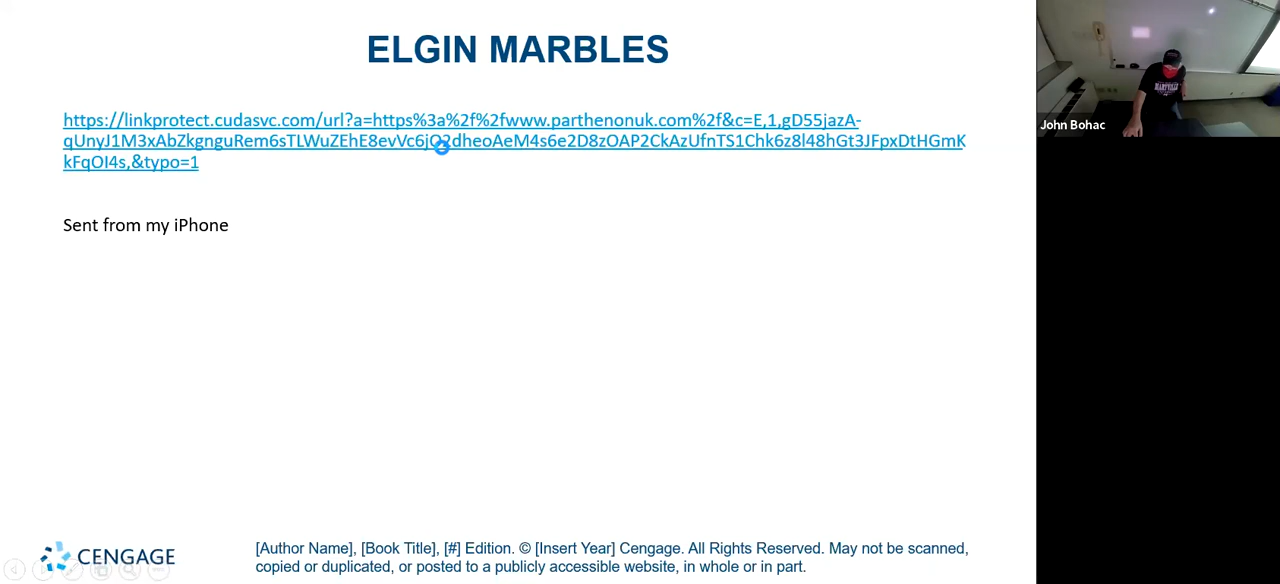 ELGIN MARBLES
https://linkprotect.cudasvc.com/url?a=https%3a%2f%2fwww.parthenonuk.com%2f&c=E,1,gD55jazA-
qUnyJ1M3xAbZkgnguRem6sTLWuZEhE8evVc6jO2dheoAeM4s6e2D8zOAP2CkAzUfnTS1Chk6z8l48hGt3JFpxDtHGmK
kFqOI4s,&typo=1
Sent from my iPhone
CENGAGE
[Author Name], [Book Title], [#] Edition. © [Insert Year] Cengage. All Rights Reserved. May not be scanned,
copied or duplicated, or posted to a publicly accessible website, in whole or in part.
John Bohac